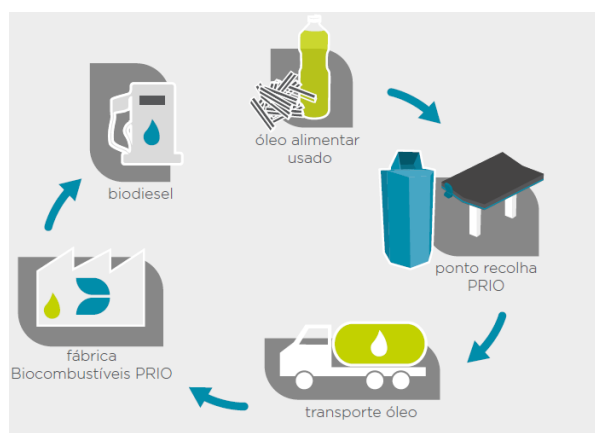 óleo alimentar
usado
ponto recolha
PRIO
transporte óleo
fábrica
Biocombustíveis PRIO
biodiesel